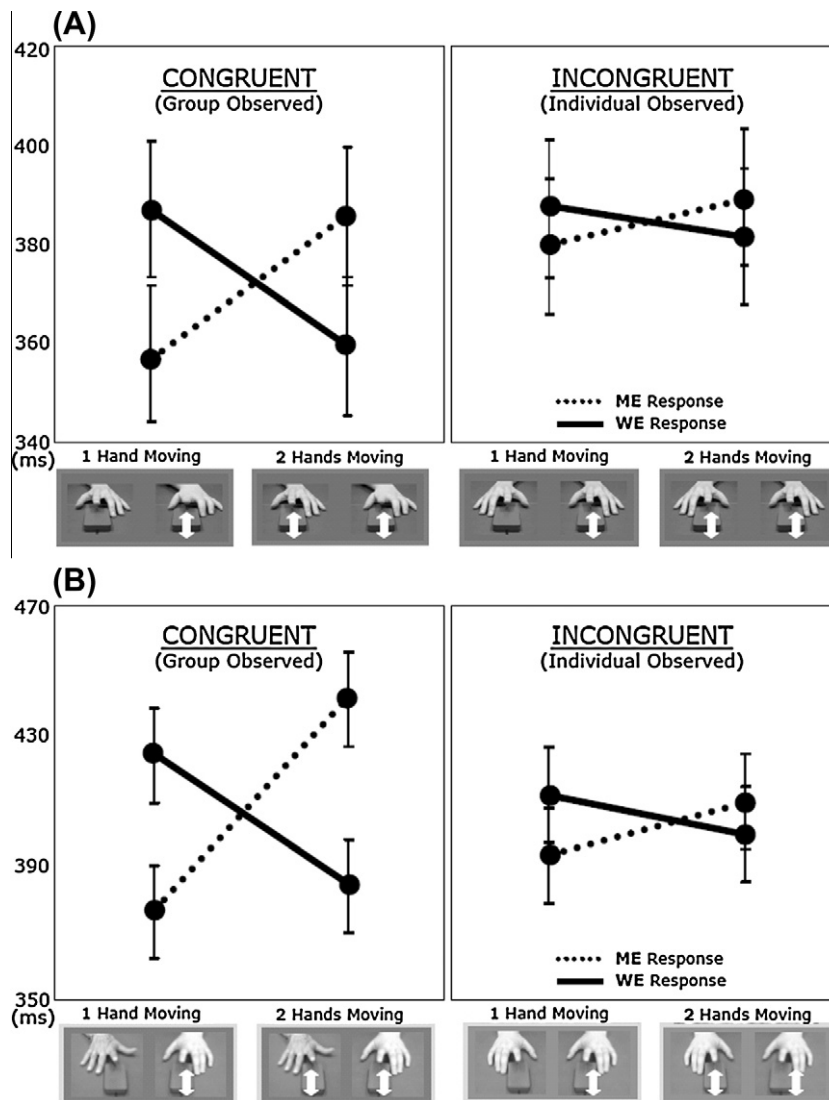 (A)
420
400
380
360
340
(ms)
CONGRUENT
(Group Observed)
INCONGRUENT
(Individual Observed)
ME Response
WE Response
1 Hand Moving
2 Hands Moving
1 Hand Moving
2 Hands Moving
(B)
470
430
390
350
(ms)
CONGRUENT
(Group Observed)
INCONGRUENT
(Individual Observed)
ME Response
WE Response
1 Hand Moving
2 Hands Moving
1 Hand Moving
2 Hands Moving